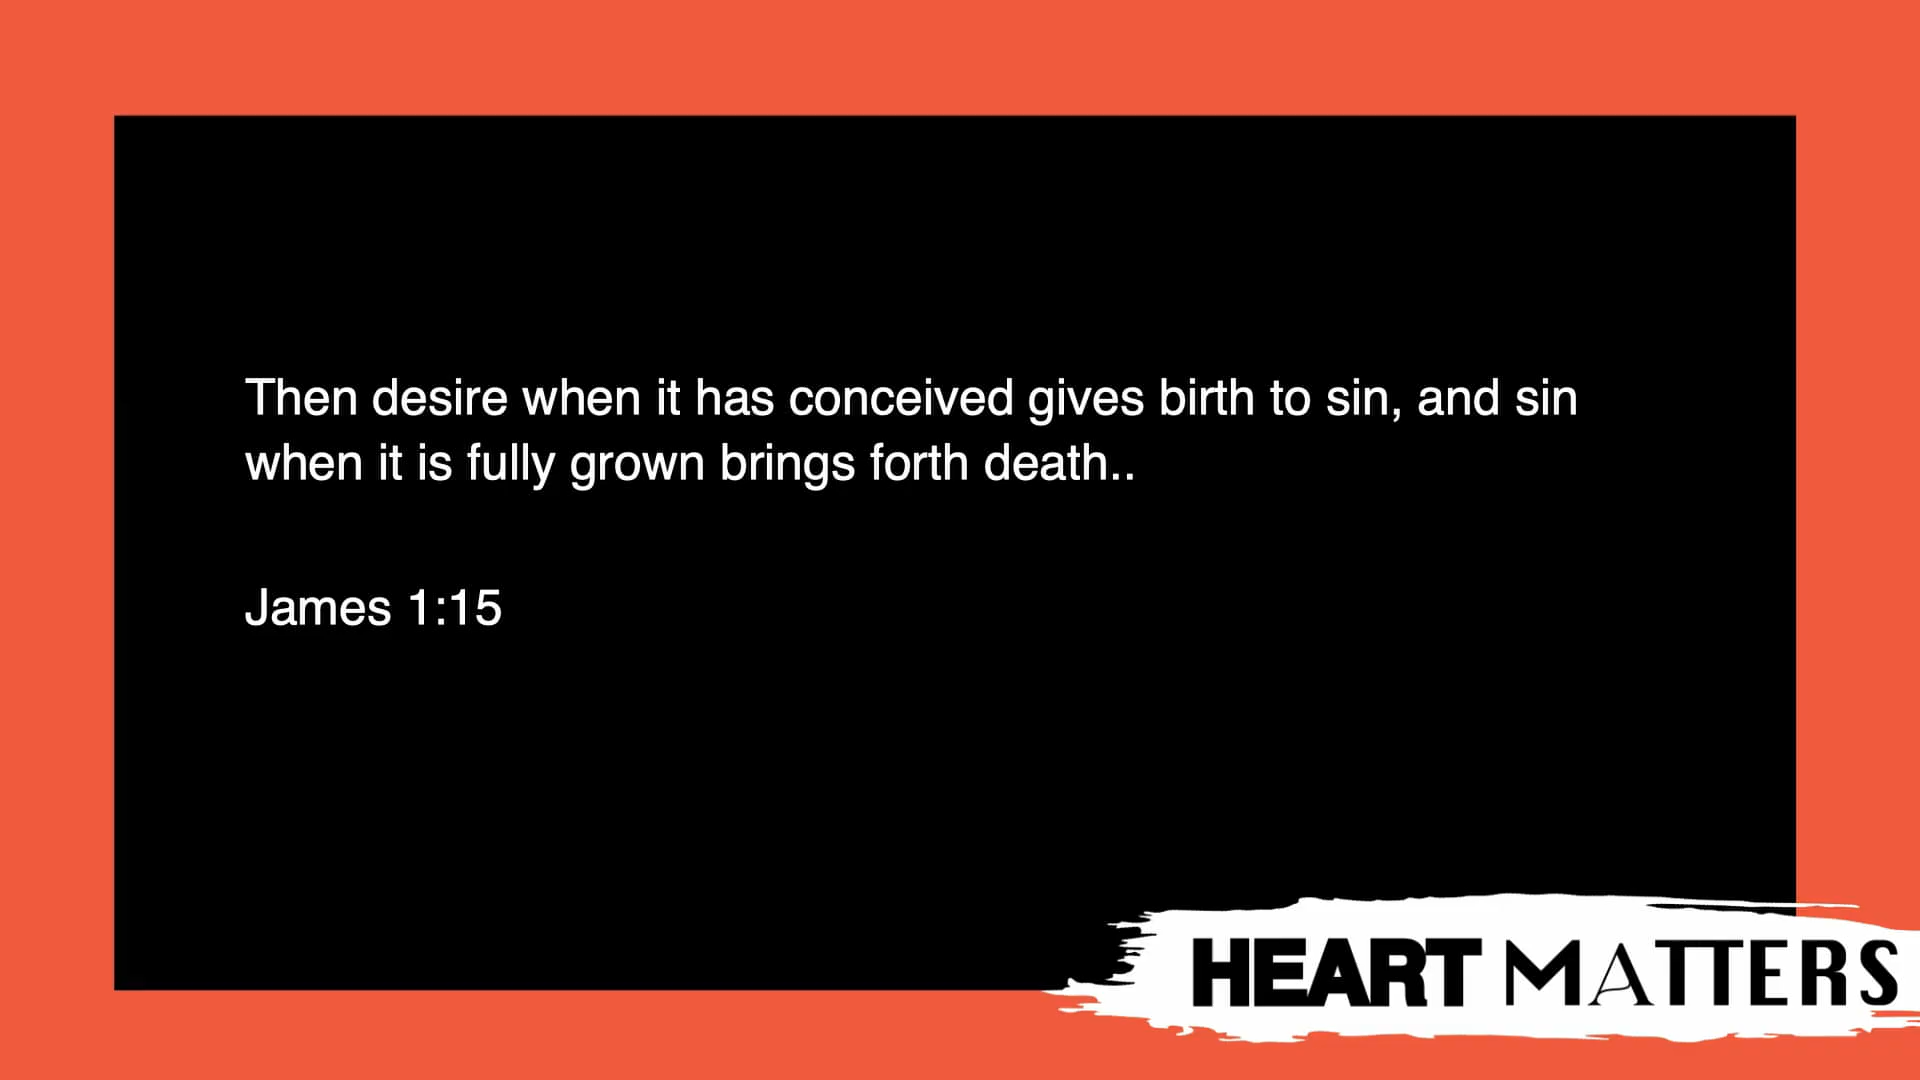 Then desire when it has conceived gives birth to sin, and sin
when it is fully grown brings forth death..
James 1:15
HEART MATTERS